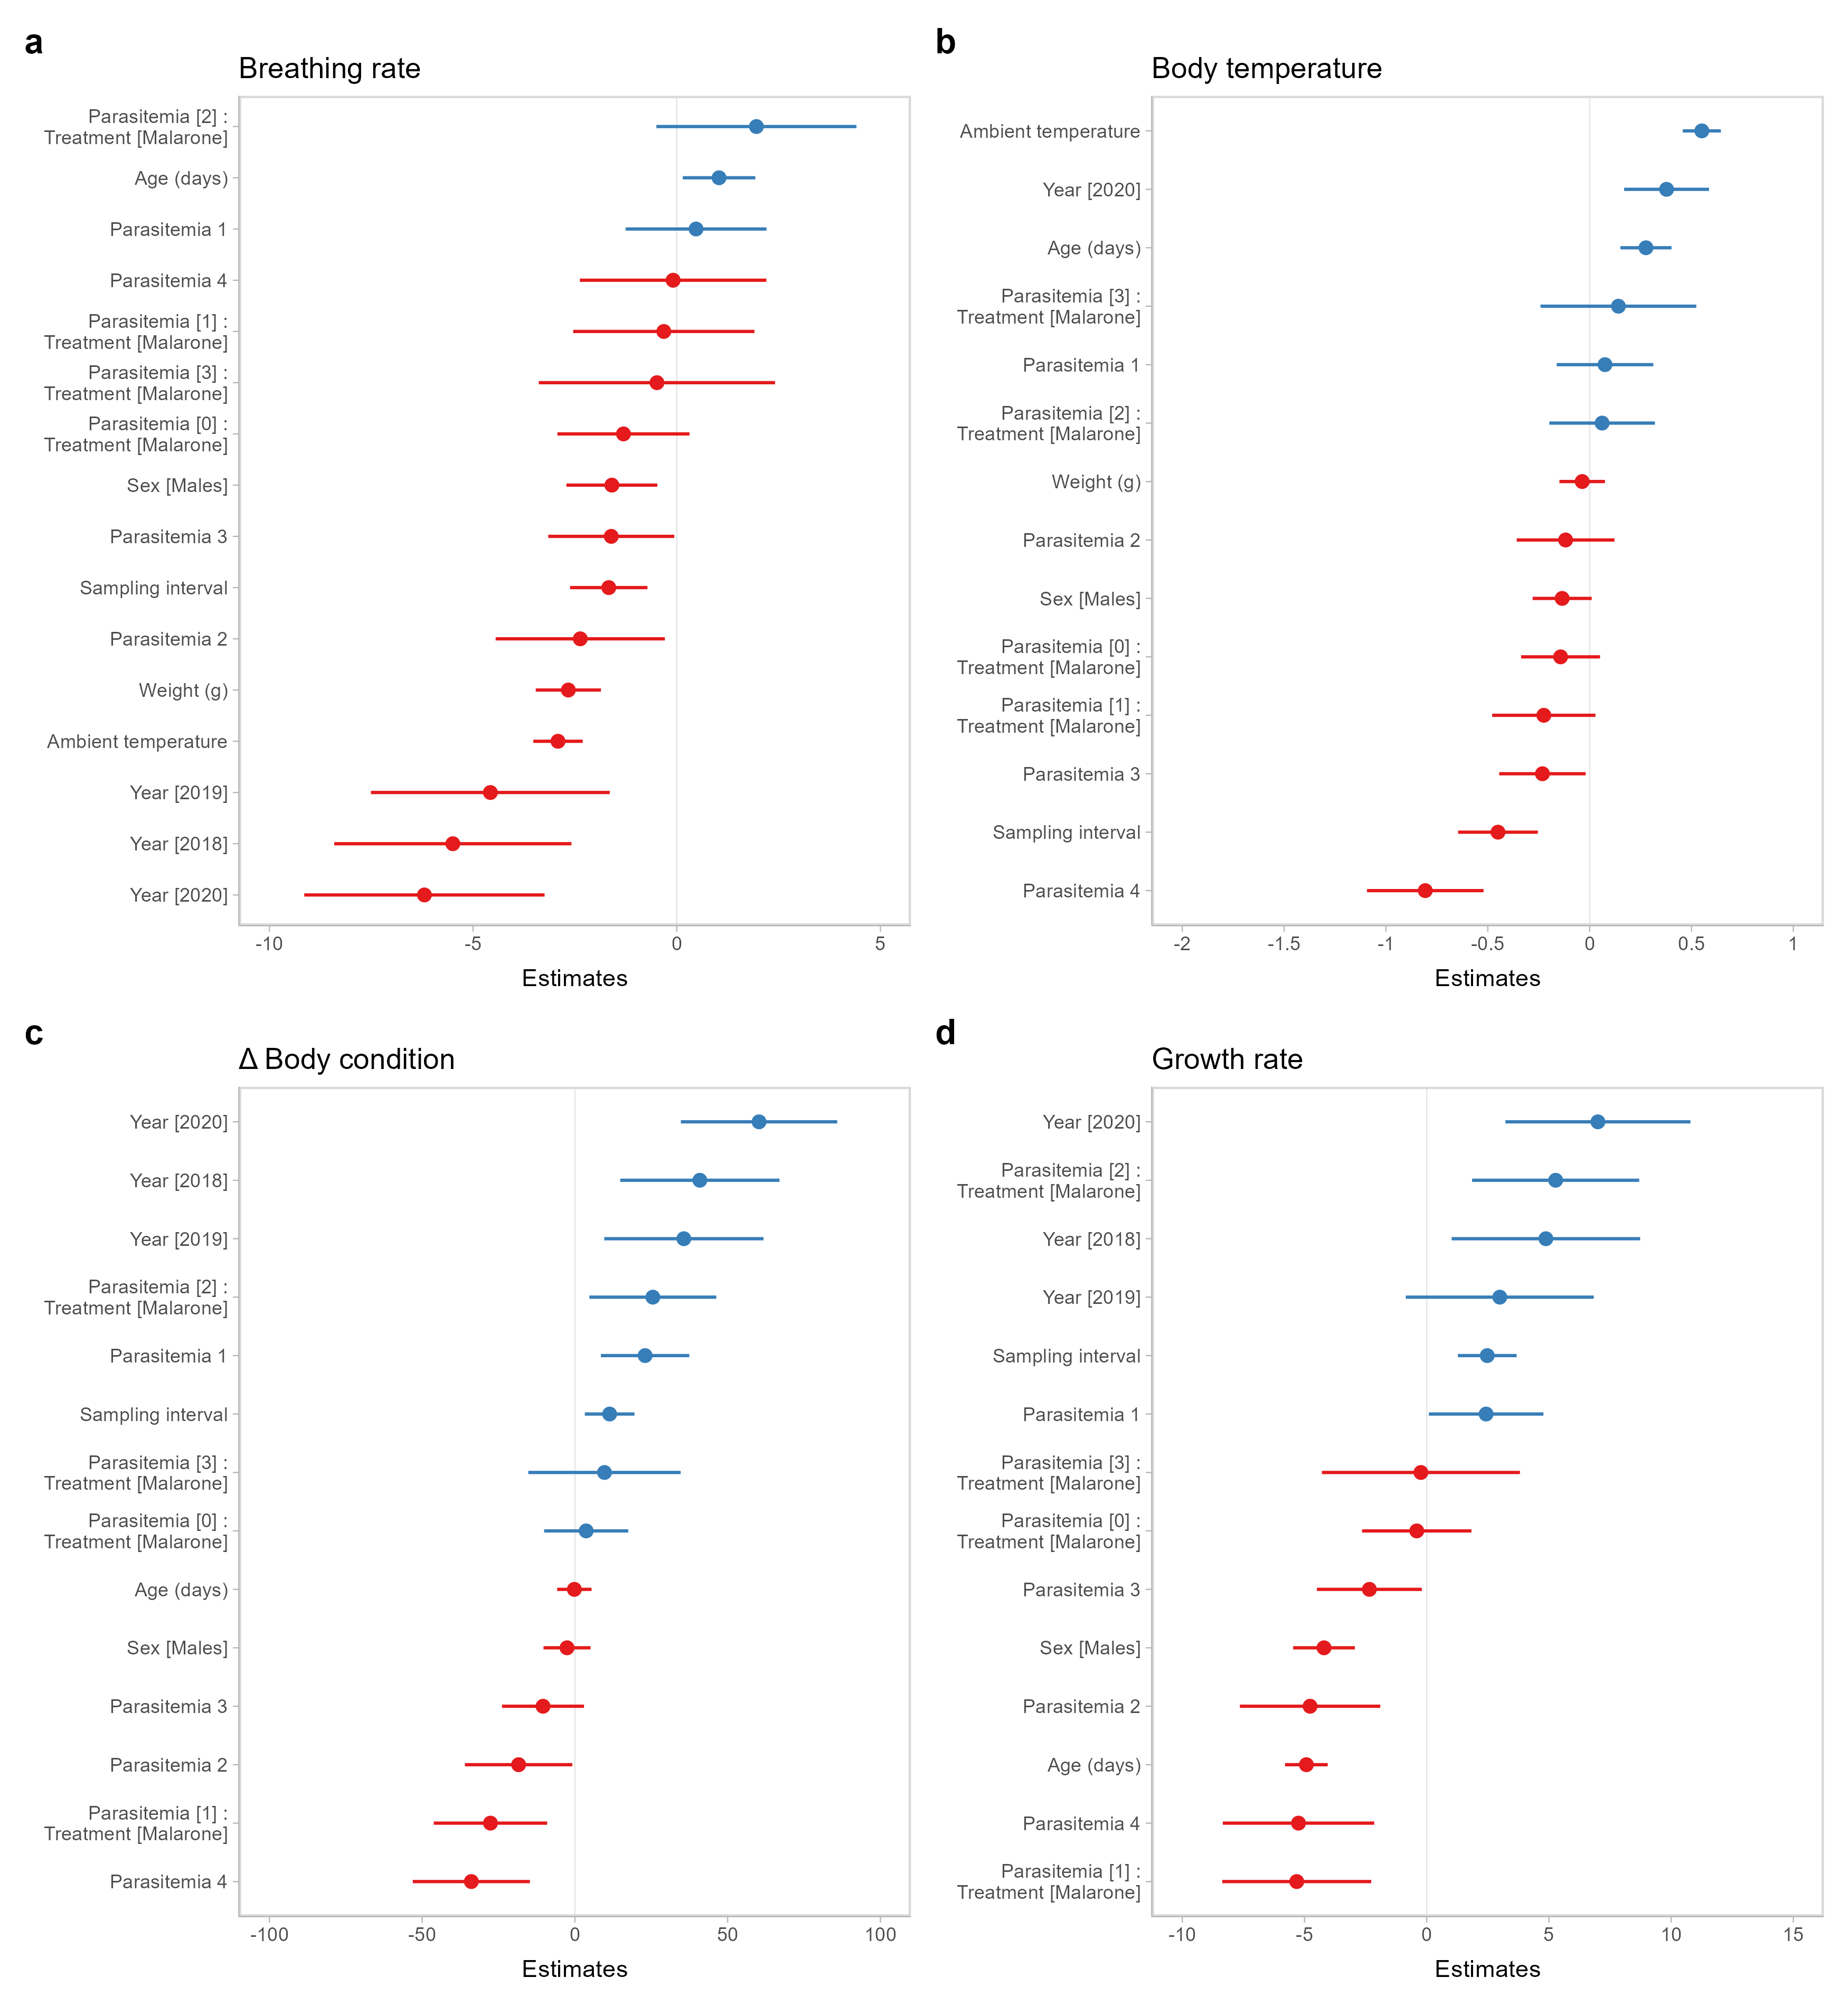 a
Breathing rate
Parasitemia [2] :
Treatment [Malarone]
Age (days)
Parasitemia 1
Parasitemia 4
Parasitemia [1] :
Treatment [Malarone]
Parasitemia [3] :
Treatment [Malarone]
Parasitemia [0] :
Treatment [Malarone]
Sex [Males]
Parasitemia 3
Sampling interval
Parasitemia 2
Weight (g)
Ambient temperature
Year [2019]
Year [2018]
Year [2020]
-10 -5 0 5
Estimates
b
Body temperature
Ambient temperature
Year [2020]
Age (days)
Parasitemia [3] :
Treatment [Malarone]
Parasitemia 1
Parasitemia [2] :
Treatment [Malarone]
Weight (g)
Parasitemia 2
Sex [Males]
Parasitemia [0] :
Treatment [Malarone]
Parasitemia [1] :
Treatment [Malarone]
Parasitemia 3
Sampling interval
Parasitemia 4
-2 -1.5 -1 -0.5 0 0.5 1
Estimates
c
Δ Body condition
Year [2020]
Year [2018]
Year [2019]
Parasitemia [2] :
Treatment [Malarone]
Parasitemia 1
Sampling interval
Parasitemia [3] :
Treatment [Malarone]
Parasitemia [0] :
Treatment [Malarone]
Age (days)
Sex [Males]
Parasitemia 3
Parasitemia 2
Parasitemia [1] :
Treatment [Malarone]
Parasitemia 4
-100 -50 0 50 100
Estimates
d
Growth rate
Year [2020]
Parasitemia [2] :
Treatment [Malarone]
Year [2018]
Year [2019]
Sampling interval
Parasitemia 1
Parasitemia [3] :
Treatment [Malarone]
Parasitemia [0] :
Treatment [Malarone]
Parasitemia 3
Sex [Males]
Parasitemia 2
Age (days)
Parasitemia 4
Parasitemia [1] :
Treatment [Malarone]
-10 -5 0 5 10 15
Estimates